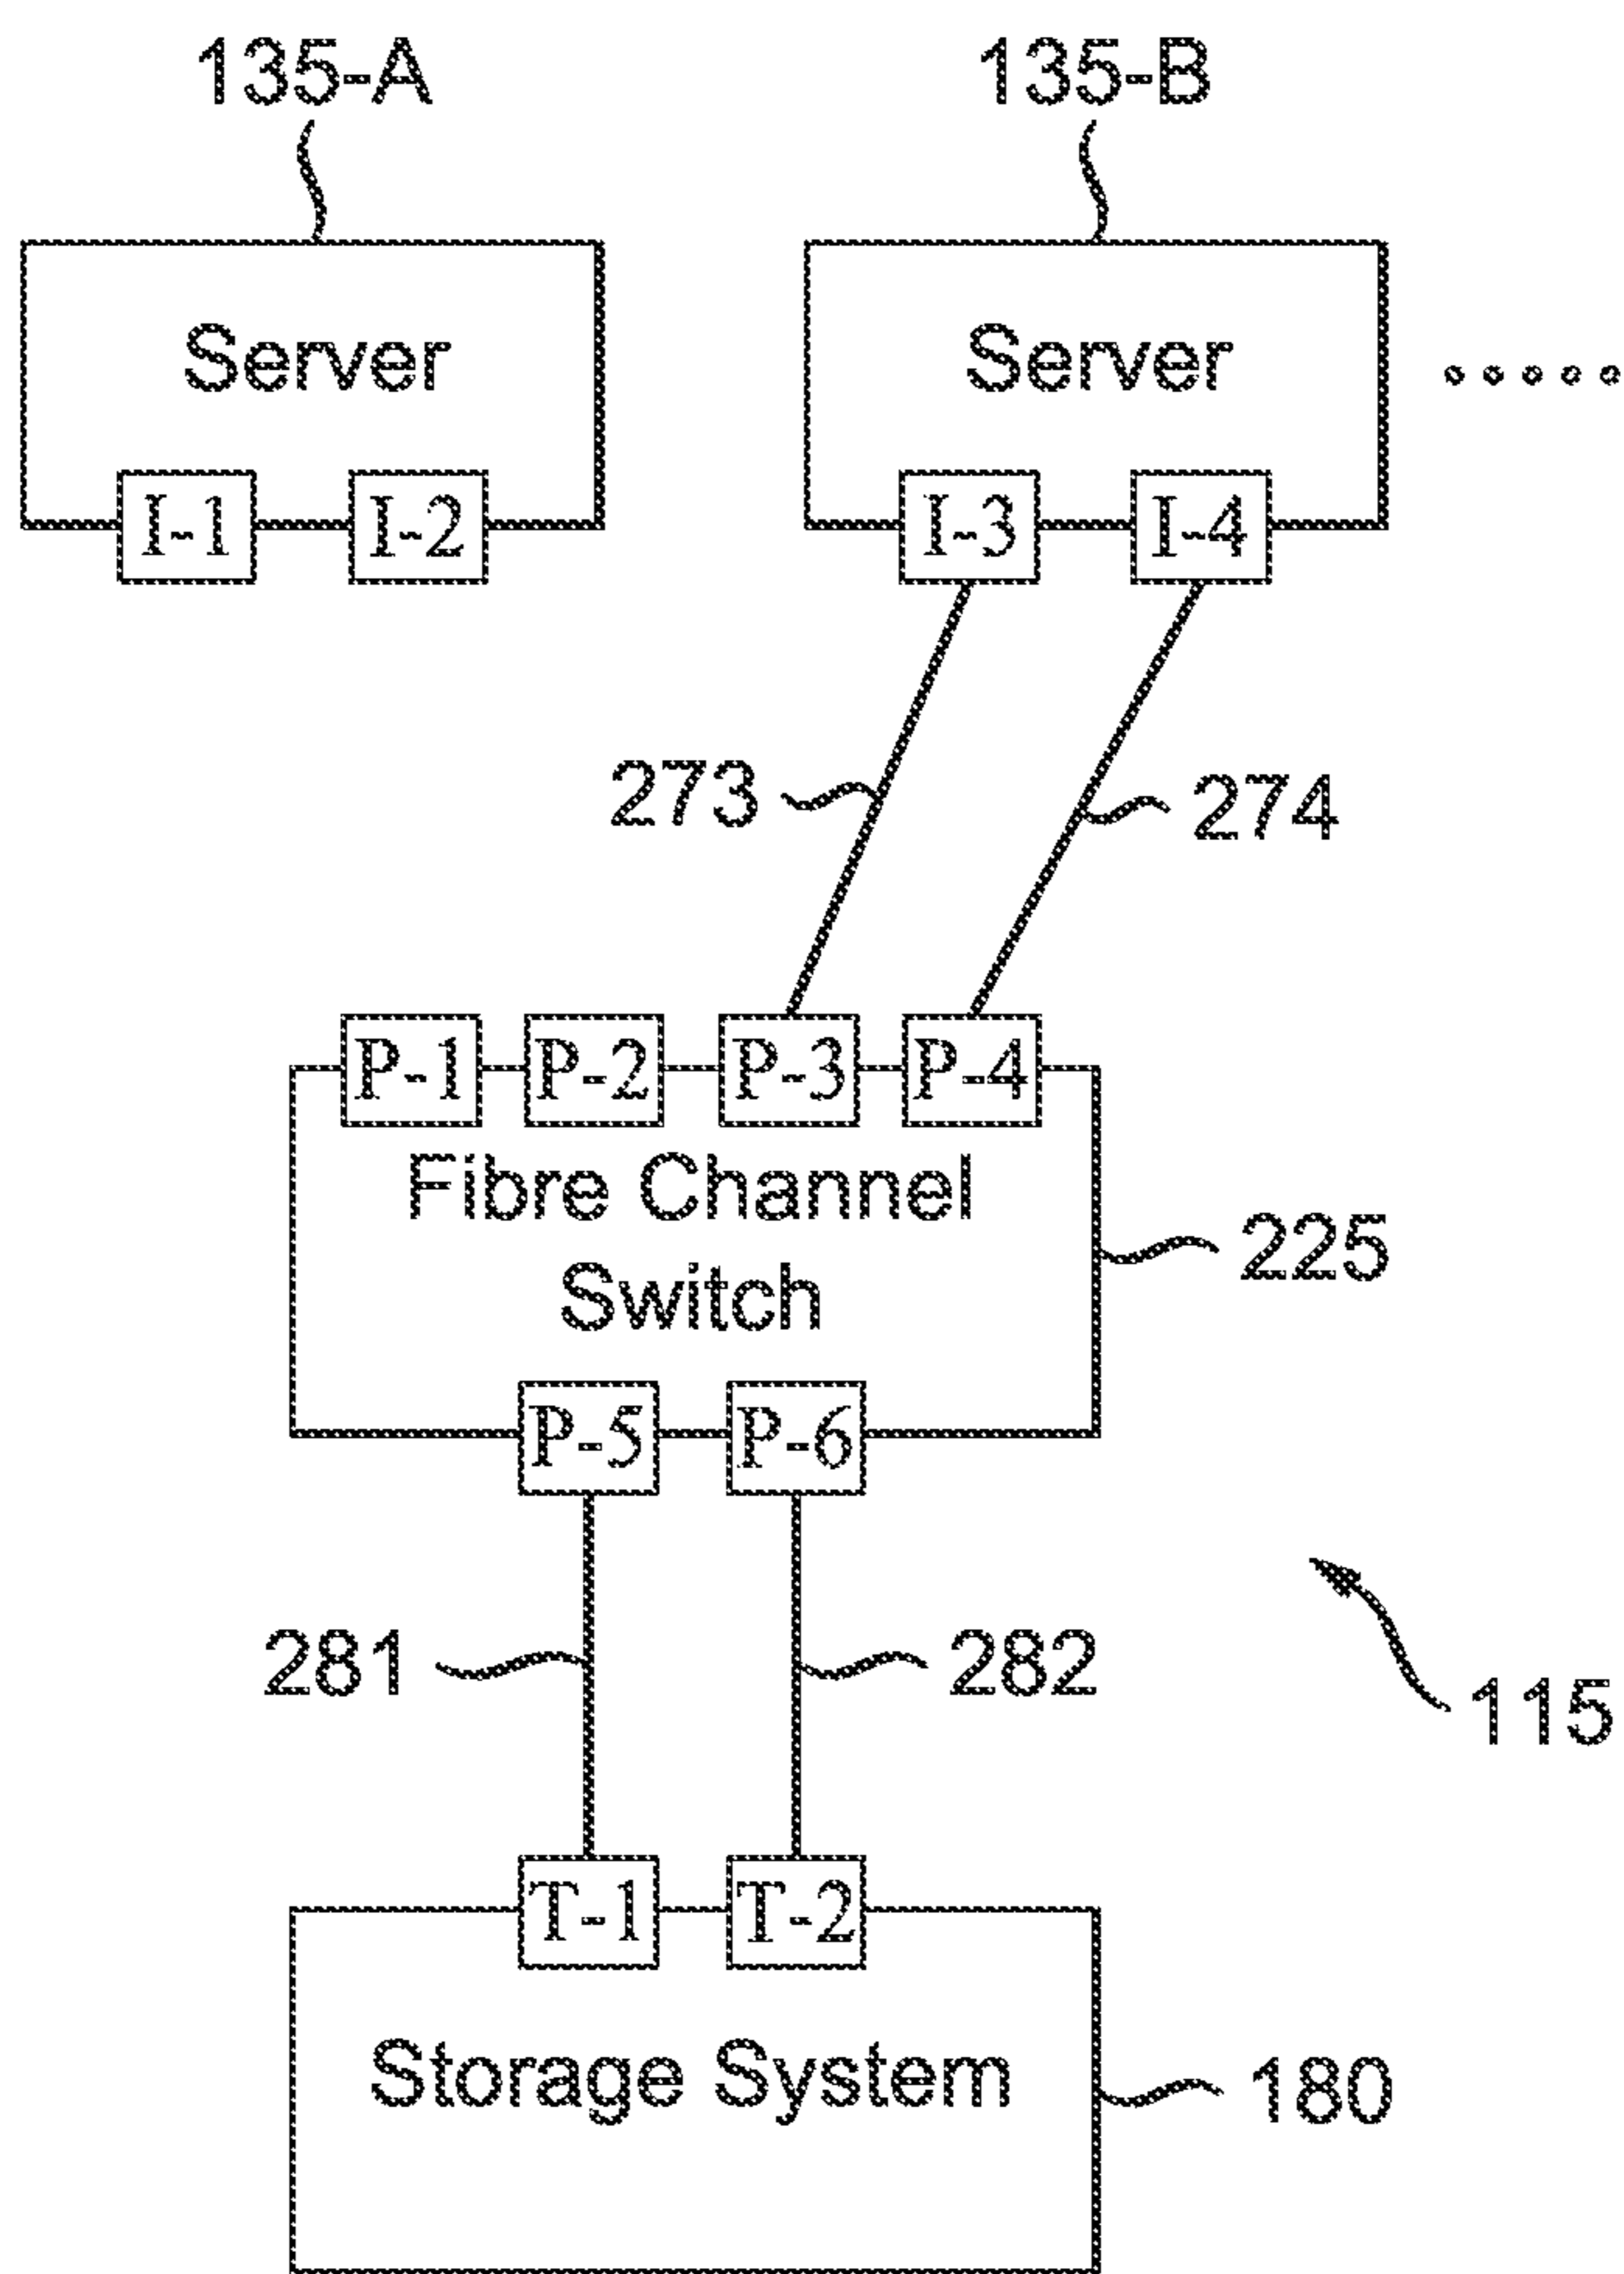 135-A 135-B
Server Server
I-1 I-2 I-3 I-4
273 274
P-1 P-2 P-3 P-4
Fibre Channel
Switch
225
P-5 P-6
281 282
115
T-1 T-2
Storage System
180